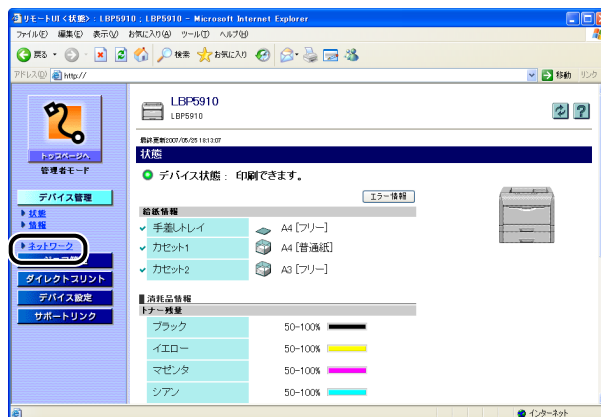 リモートUI <状態> : LBP5910 ; LBP5910 - Microsoft Internet Explorer
ファイル(F) 編集(E) 表示(V) お気に入り(A) ツール(T) ヘルプ(H)
戻る 検索 お気に入り
アドレス(D) http:// 移動 リンク
LBP5910
LBP5910
トップページへ
管理者モード
最終更新2007/05/25 18:13:07
状態
デバイス状態： 印刷できます。
エラー情報
デバイス管理
状態
情報
ネットワーク
ダイレクトプリント
デバイス設定
サポートリンク
給紙情報
手差しトレイ A4 [フリー]
カセット1 A4 [普通紙]
カセット2 A3 [フリー]
消耗品情報
トナー残量
ブラック 50-100%
イエロー 50-100%
マゼンタ 50-100%
シアン 50-100%
インターネット